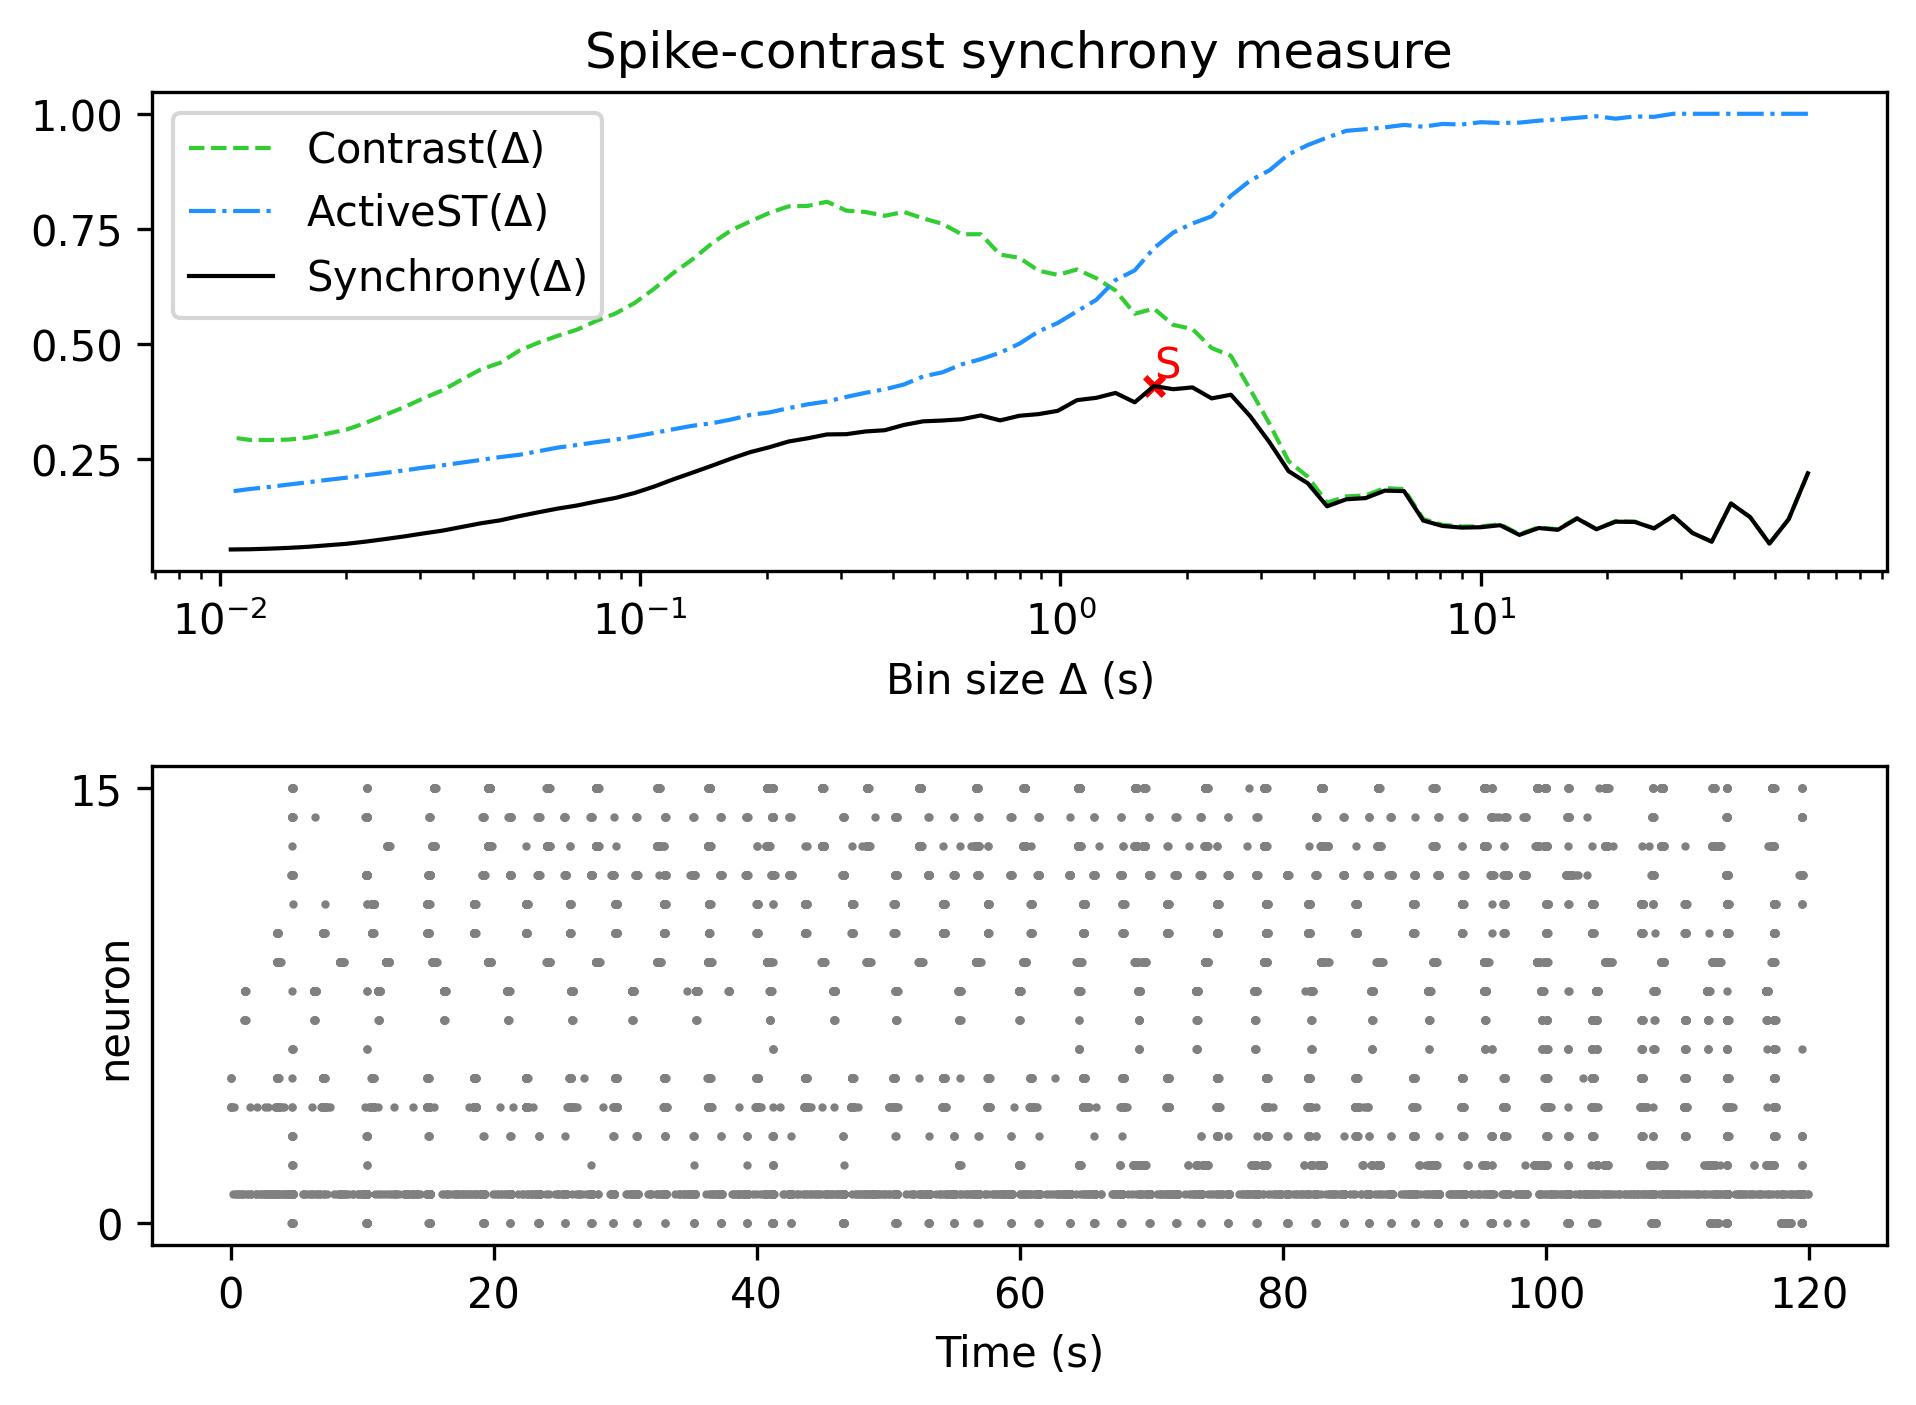 Spike-contrast synchrony measure
1.00
0.75
0.50
0.25
Contrast(Δ)
ActiveST(Δ)
Synchrony(Δ)
S
10⁻² 10⁻¹ 10⁰ 10¹
Bin size Δ (s)
15
0
neuron
0 20 40 60 80 100 120
Time (s)